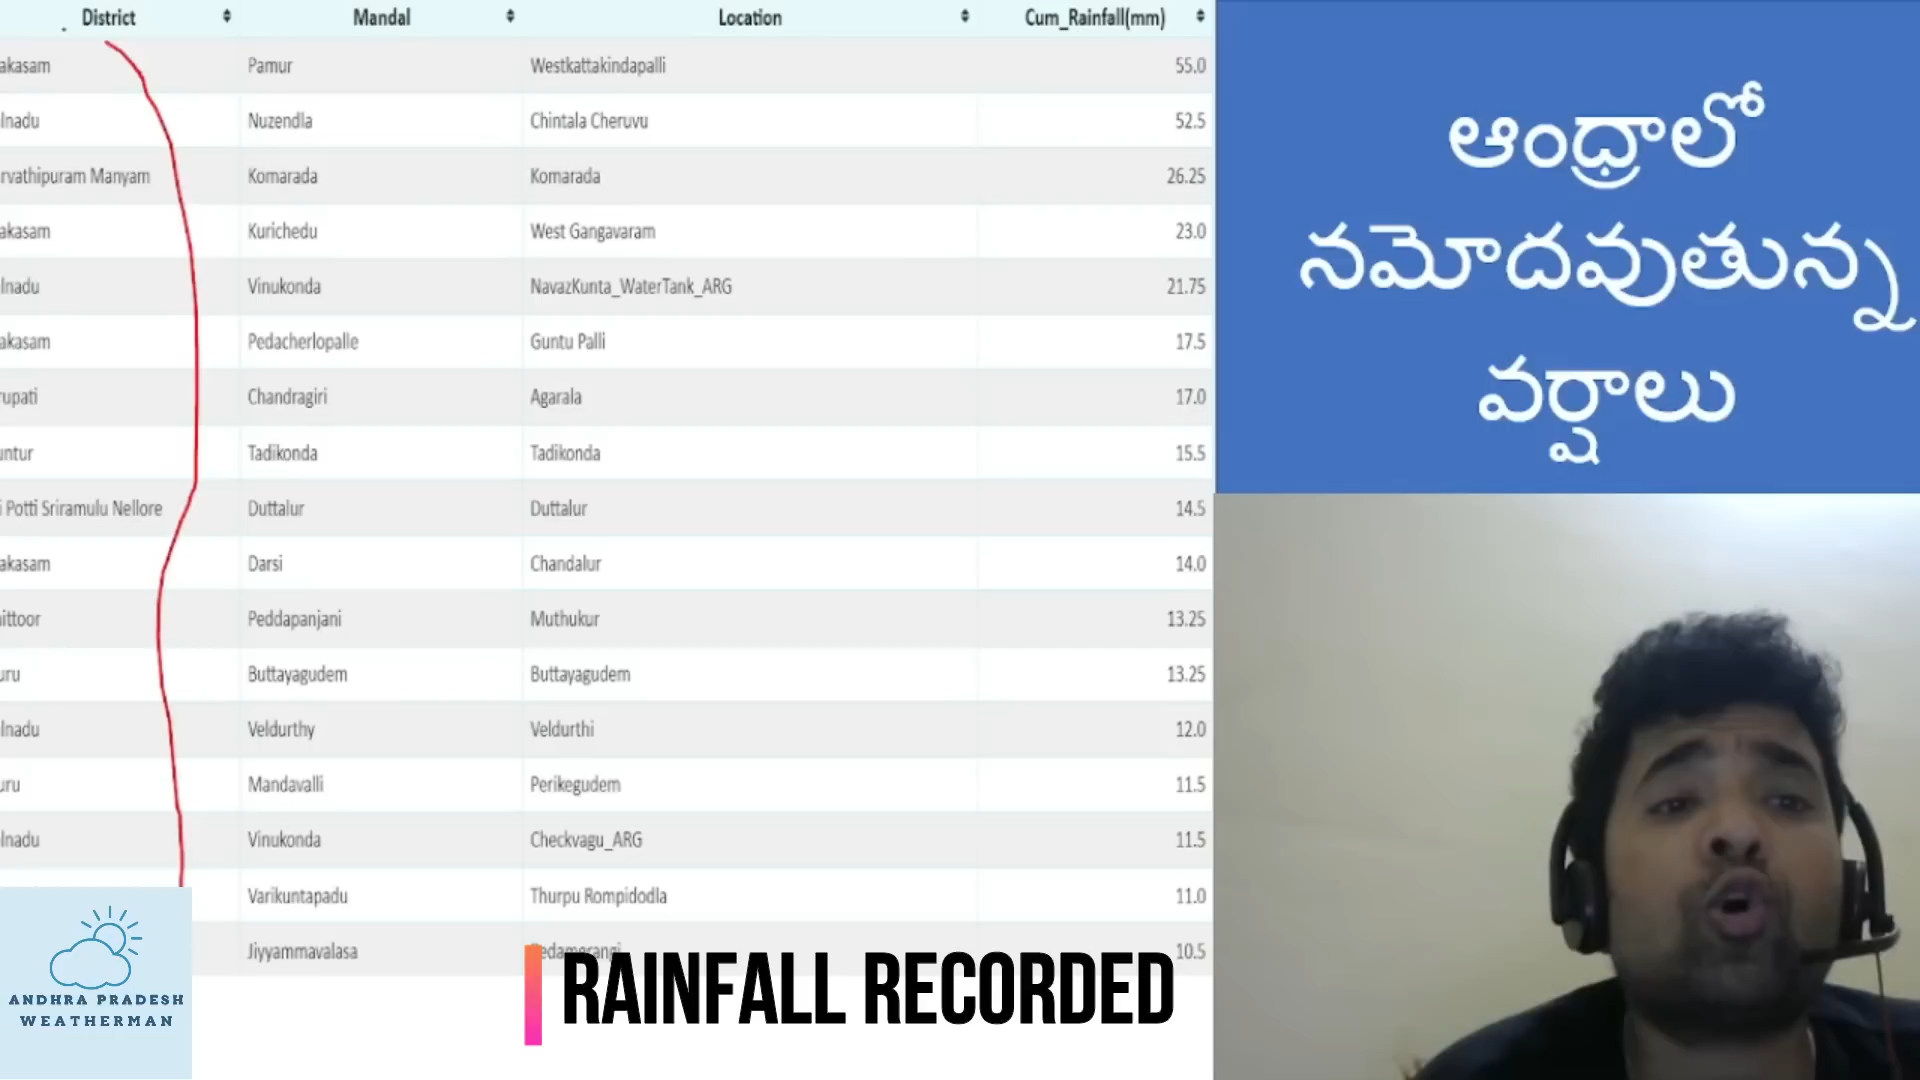 District Mandal Location Cum_Rainfall(mm)
akasam Pamur Westkattakindapalli 55.0
lnadu Nuzendla Chintala Cheruvu 52.5
rvathipuram Manyam Komarada Komarada 26.25
akasam Kurichedu West Gangavaram 23.0
lnadu Vinukonda NavazKunta_WaterTank_ARG 21.75
akasam Pedacherlopalle Guntu Palli 17.5
rupati Chandragiri Agarala 17.0
untur Tadikonda Tadikonda 15.5
i Potti Sriramulu Nellore Duttalur Duttalur 14.5
akasam Darsi Chandalur 14.0
ittoor Peddapanjani Muthukur 13.25
uru Buttayagudem Buttayagudem 13.25
lnadu Veldurthy Veldurthi 12.0
uru Mandavalli Perikegudem 11.5
lnadu Vinukonda Checkvagu_ARG 11.5
Varikuntapadu Thurpu Rompidodla 11.0
Jiyyammavalasa 10.5
RAINFALL RECORDED
ANDHRA PRADESH
WEATHERMAN
ఆంధ్రాలో
నమోదవుతున్న
వర్షాలు